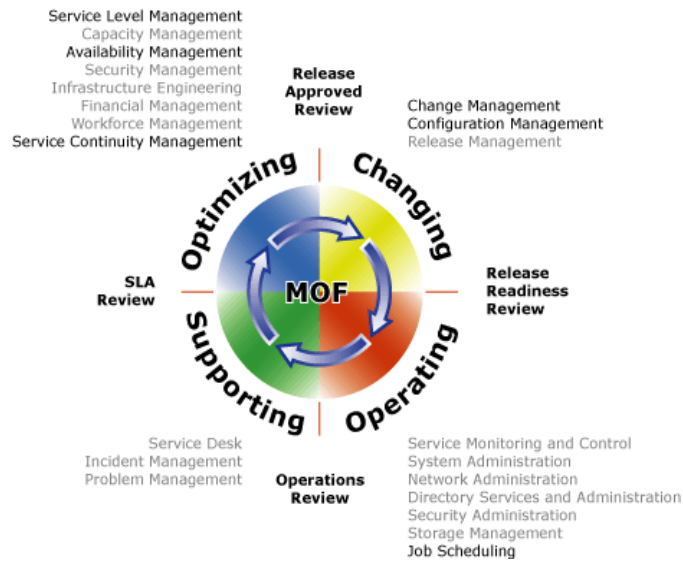 Service Level Management
Capacity Management
Availability Management
Security Management
Infrastructure Engineering
Financial Management
Workforce Management
Service Continuity Management
Release
Approved
Review
Change Management
Configuration Management
Release Management
Optimizing
Changing
SLA
Review
MOF
Release
Readiness
Review
Supporting
Operating
Service Desk
Incident Management
Problem Management
Operations
Review
Service Monitoring and Control
System Administration
Network Administration
Directory Services and Administration
Security Administration
Storage Management
Job Scheduling